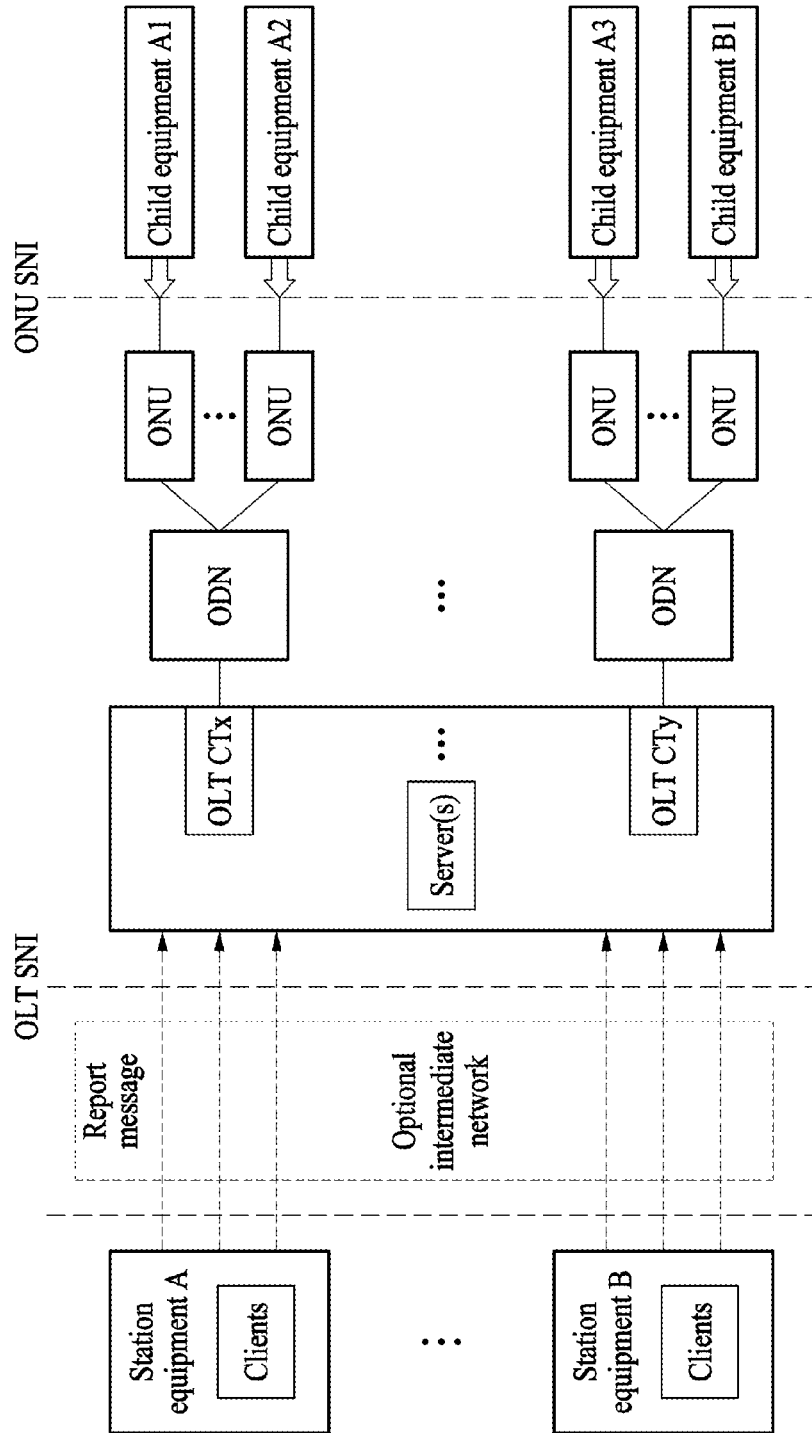 OLT SNI
ONU SNI
Station
equipment A
Clients
Report
message
OLT CTx
ODN
ONU
ONU
Child equipment A1
Child equipment A2
Optional
intermediate
network
Server(s)
Station
equipment B
Clients
OLT CTy
ODN
ONU
ONU
Child equipment A3
Child equipment B1